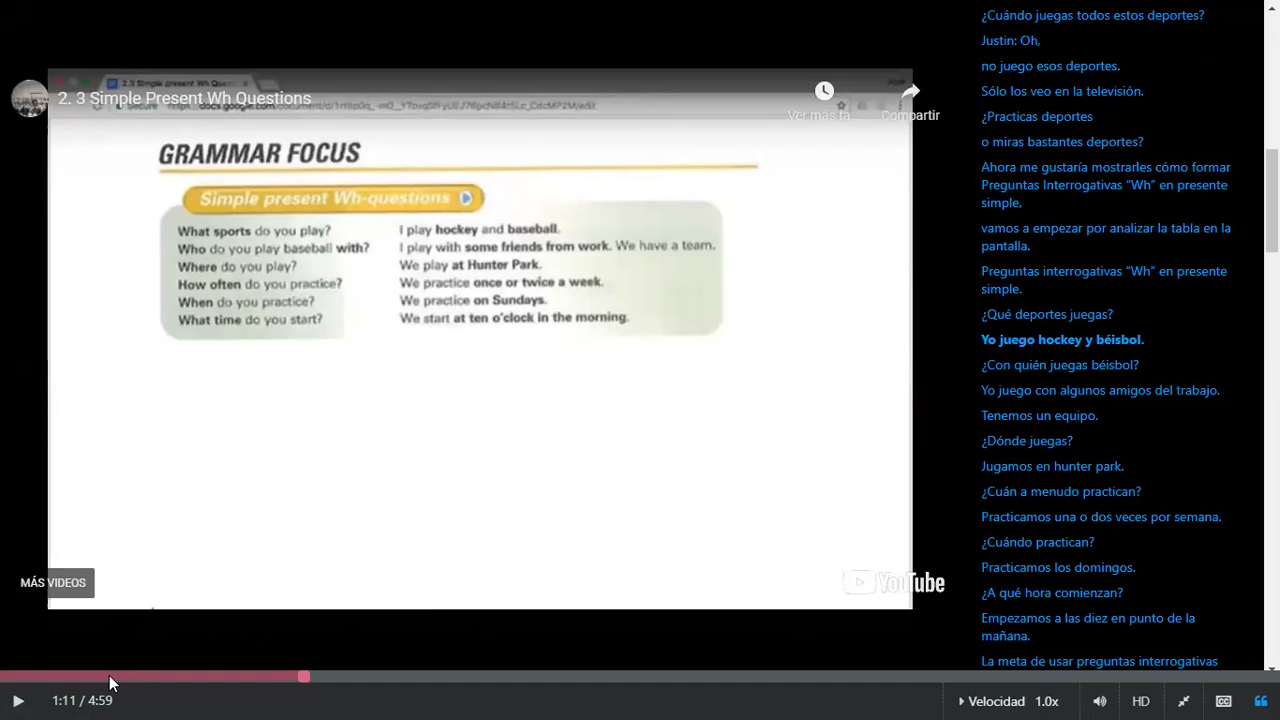 2. 3 Simple Present Wh Questions
Ver más ta...
Compartir
GRAMMAR FOCUS
Simple present Wh-questions
What sports do you play? I play hockey and baseball.
Who do you play baseball with? I play with some friends from work. We have a team.
Where do you play? We play at Hunter Park.
How often do you practice? We practice once or twice a week.
When do you practice? We practice on Sundays.
What time do you start? We start at ten o'clock in the morning.
MÁS VIDEOS
YouTube
1:11 / 4:59
Velocidad 1.0x
HD
CC
¿Cuándo juegas todos estos deportes?
Justin: Oh,
no juego esos deportes.
Sólo los veo en la televisión.
¿Practicas deportes
o miras bastantes deportes?
Ahora me gustaría mostrarles cómo formar
Preguntas Interrogativas “Wh” en presente
simple,
vamos a empezar por analizar la tabla en la
pantalla.
Preguntas interrogativas “Wh” en presente
simple.
¿Qué deportes juegas?
Yo juego hockey y béisbol.
¿Con quién juegas béisbol?
Yo juego con algunos amigos del trabajo.
Tenemos un equipo.
¿Dónde juegas?
Jugamos en hunter park.
¿Cuán a menudo practican?
Practicamos una o dos veces por semana.
¿Cuándo practican?
Practicamos los domingos.
¿A qué hora comienzan?
Empezamos a las diez en punto de la
mañana.
La meta de usar preguntas interrogativas